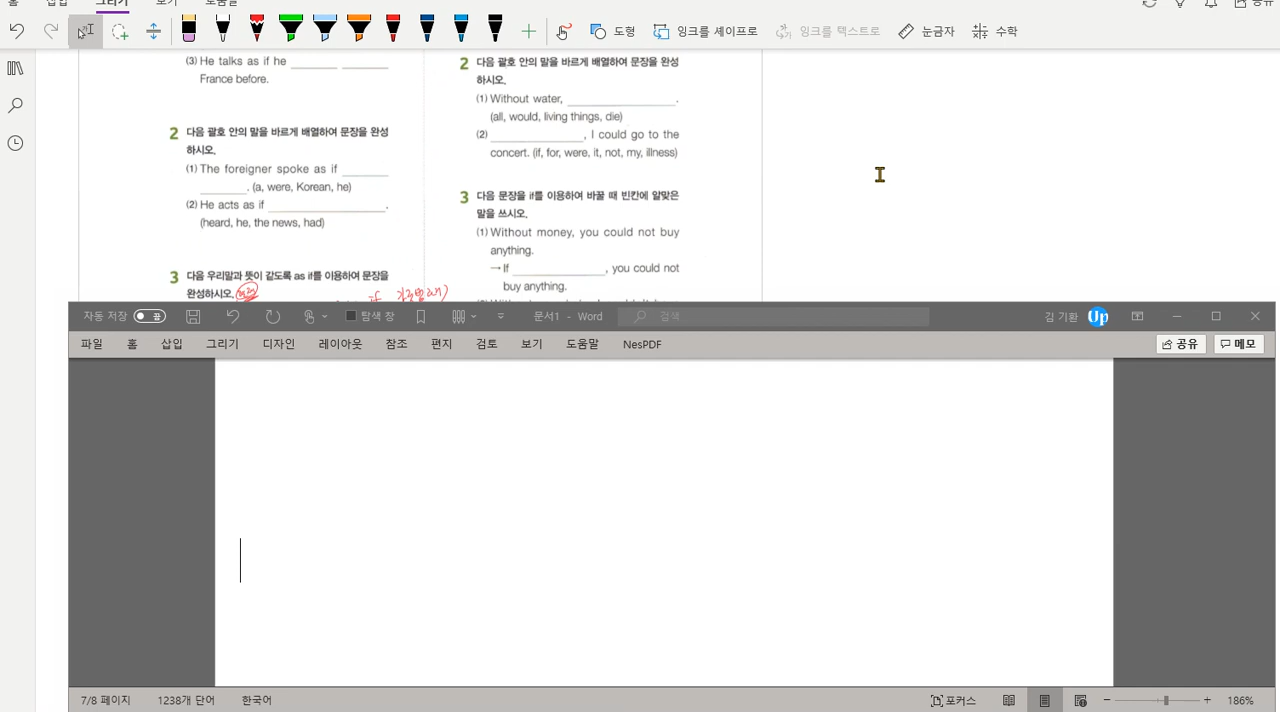 홈 삽입 그리기 보기 도움말 공유
도형 잉크를 셰이프로 잉크를 텍스트로 눈금자 수학
(3) He talks as if he ________ ________
France before.
2 다음 괄호 안의 말을 바르게 배열하여 문장을 완성
하시오.
(1) The foreigner spoke as if ________
________. (a, were, Korean, he)
(2) He acts as if ________________.
(heard, he, the news, had)
3 다음 우리말과 뜻이 같도록 as if를 이용하여 문장을
완성하시오.
2 다음 괄호 안의 말을 바르게 배열하여 문장을 완성
하시오.
(1) Without water, ________________.
(all, would, living things, die)
(2) ________________, I could go to the
concert. (if, for, were, it, not, my, illness)
3 다음 문장을 if를 이용하여 바꿀 때 빈칸에 알맞은
말을 쓰시오.
(1) Without money, you could not buy
anything.
→ If ________________, you could not
buy anything.
자동 저장 끔 탐색 창 문서1 - Word 검색 김 기환 Up
파일 홈 삽입 그리기 디자인 레이아웃 참조 편지 검토 보기 도움말 NesPDF 공유 메모
7/8 페이지 1238개 단어 한국어 포커스 186%